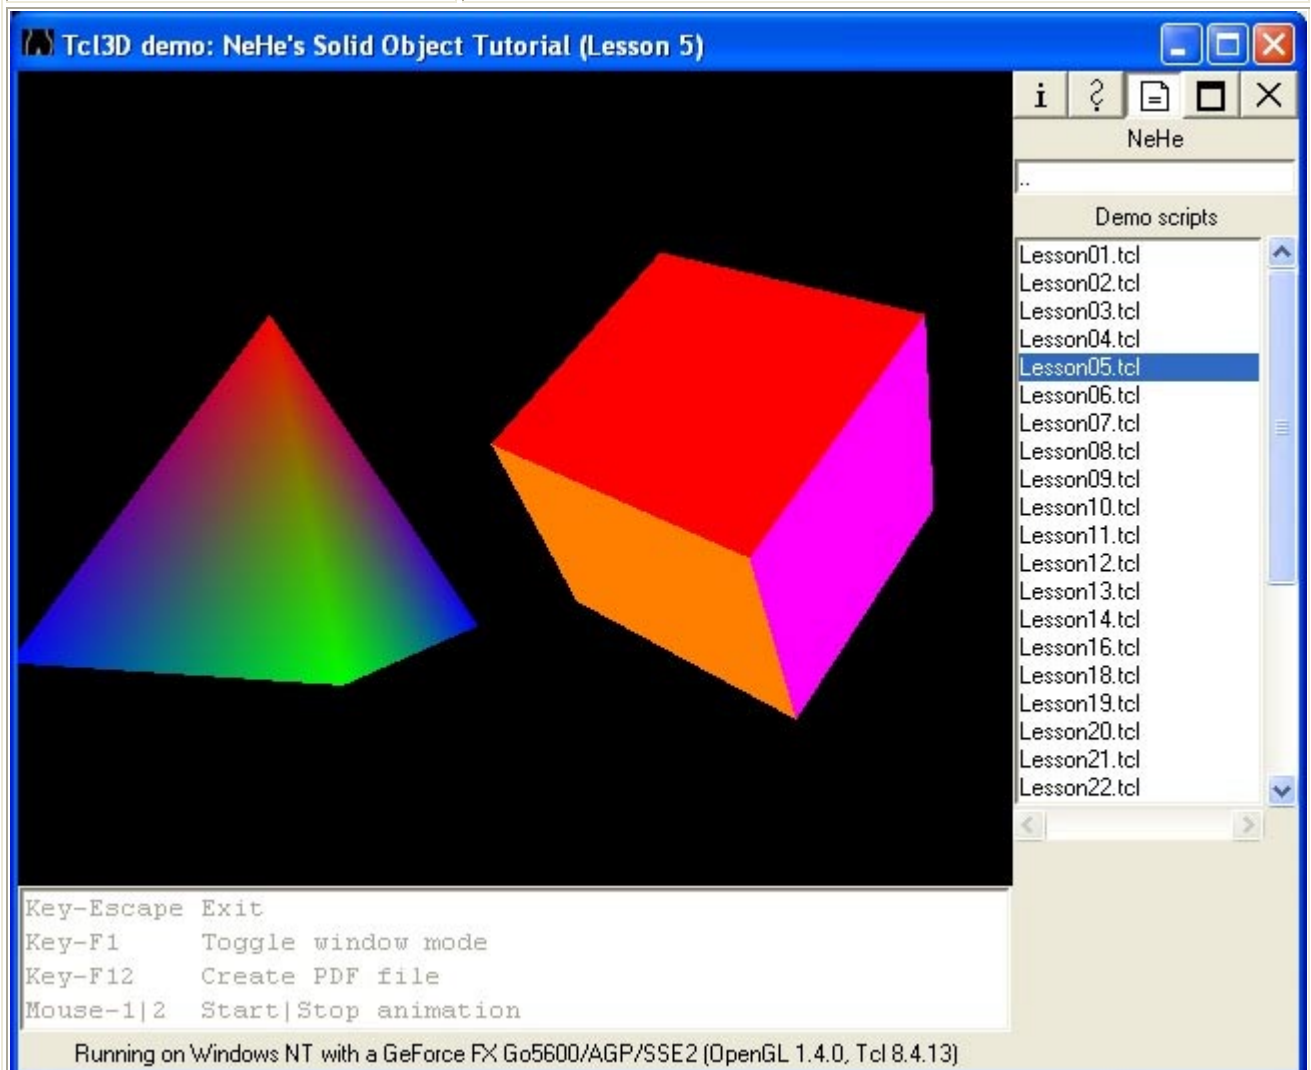 Tcl3D demo: NeHe's Solid Object Tutorial (Lesson 5)
NeHe
..
Demo scripts
Lesson01.tcl
Lesson02.tcl
Lesson03.tcl
Lesson04.tcl
Lesson05.tcl
Lesson06.tcl
Lesson07.tcl
Lesson08.tcl
Lesson09.tcl
Lesson10.tcl
Lesson11.tcl
Lesson12.tcl
Lesson13.tcl
Lesson14.tcl
Lesson16.tcl
Lesson18.tcl
Lesson19.tcl
Lesson20.tcl
Lesson21.tcl
Lesson22.tcl
Key-Escape Exit
Key-F1 Toggle window mode
Key-F12 Create PDF file
Mouse-1|2 Start|Stop animation
Running on Windows NT with a GeForce FX Go5600/AGP/SSE2 (OpenGL 1.4.0, Tcl 8.4.13)